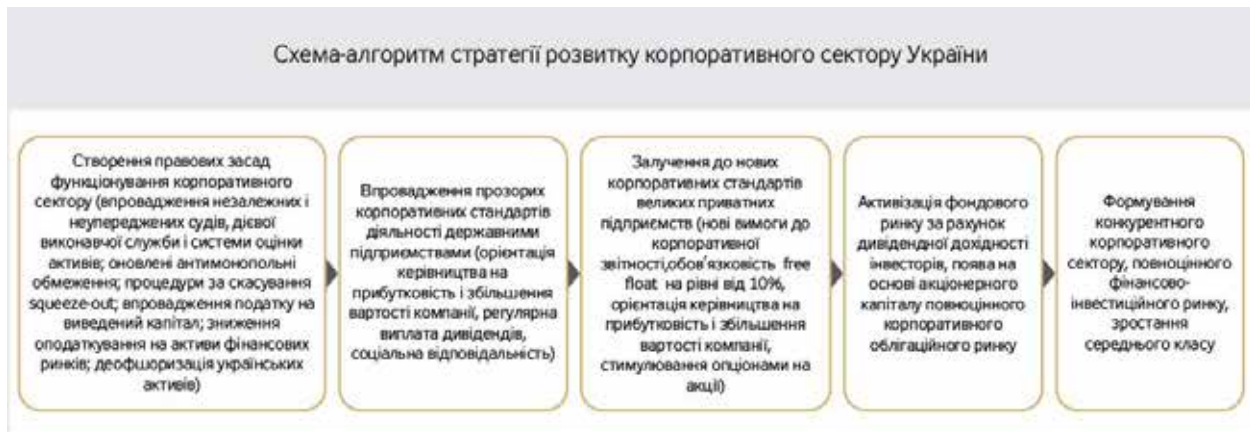 Схема-алгоритм стратегії розвитку корпоративного сектору України
Створення правових засад
функціонування корпоративного
сектору (впровадження незалежних і
неупереджених судів, дієвої
виконавчої служби і системи оцінки
активів; оновлені антимонопольні
обмеження; процедури за скасування
squeeze-out; впровадження податку на
виведений капітал; зниження
оподаткування на активи фінансових
ринків; деофшоризація українських
активів)
Впровадження прозорих
корпоративних стандартів
діяльності державними
підприємствами (орієнтація
керівництва на
прибутковість і збільшення
вартості компанії, регулярна
виплата дивідендів,
соціальна відповідальність)
Залучення до нових
корпоративних стандартів
великих приватних
підприємств (нові вимоги до
корпоративної
звітності,обов'язковість free
float на рівні від 10%,
орієнтація керівництва на
прибутковість і збільшення
вартості компанії,
стимулювання опціонами на
акції)
Активізація фондового
ринку за рахунок
дивідендної дохідності
інвесторів, поява на
основі акціонерного
капіталу повноцінного
корпоративного
облігаційного ринку
Формування
конкурентного
корпоративного
сектору, повноцінного
фінансово-
інвестиційного ринку,
зростання
середнього класу